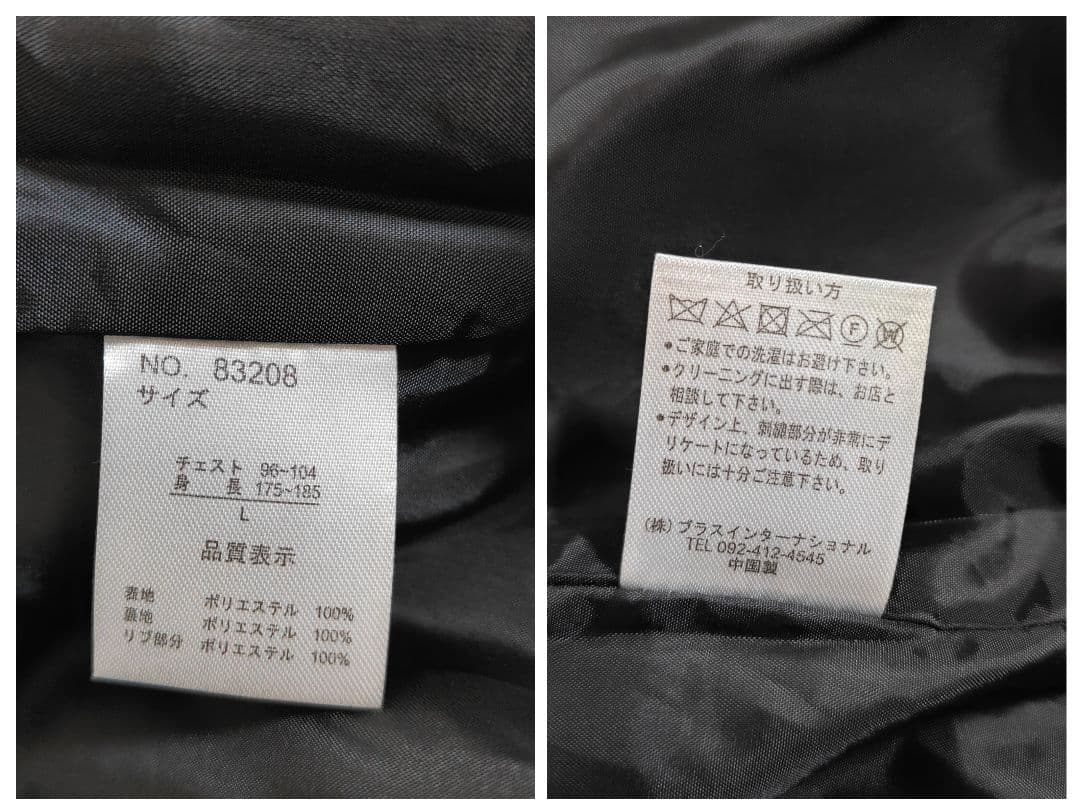 NO. 83208
サイズ
チェスト 96~104
身 長 175~185
L
品質表示
表地 ポリエステル 100%
裏地 ポリエステル 100%
リブ部分 ポリエステル 100%
取り扱い方
F W
●ご家庭での洗濯はお避け下さい。
●クリーニングに出す際は、お店と
相談して下さい。
●デザイン上、刺繍部分が非常にデ
リケートになっているため、取り
扱いには十分ご注意下さい。
(株)プラスインターナショナル
TEL 092-412-4545
中国製